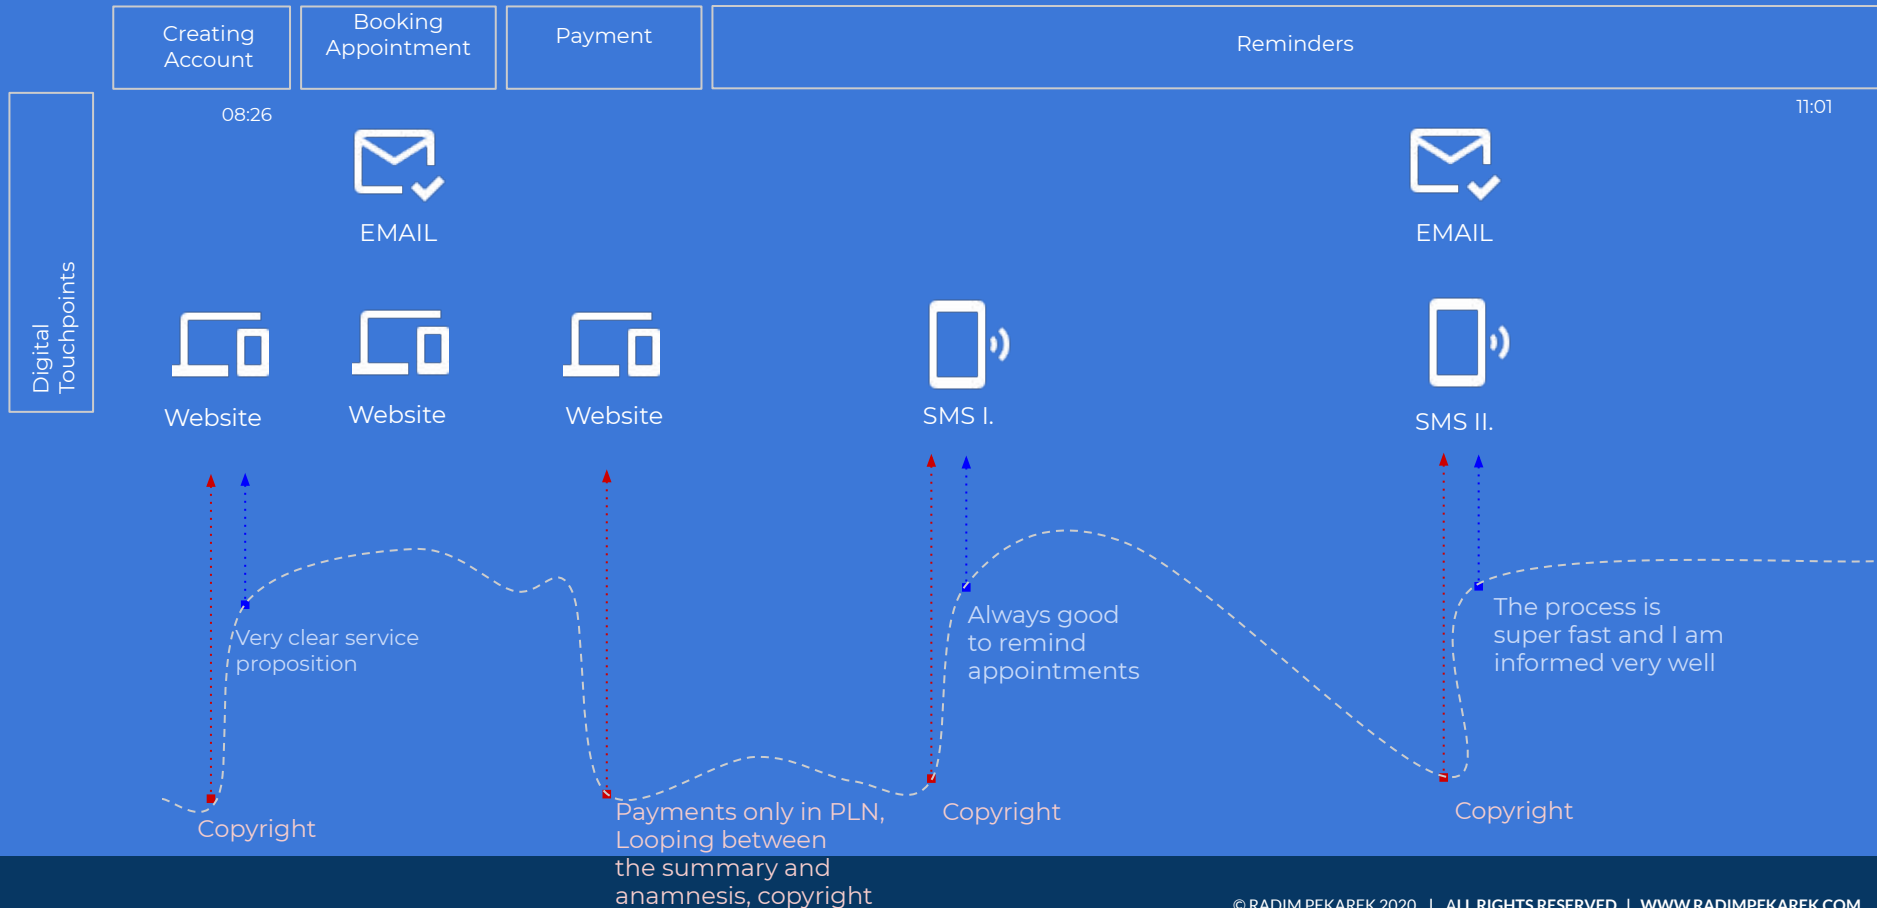 Creating
Account
Booking
Appointment
Payment
Reminders
08:26
11:01
Digital
Touchpoints
EMAIL
EMAIL
Website
Website
Website
SMS I.
SMS II.
Very clear service
proposition
Always good
to remind
appointments
The process is
super fast and I am
informed very well
Copyright
Payments only in PLN,
Looping between
the summary and
anamnesis, copyright
Copyright
Copyright
© RADIM PEKAREK 2020 | ALL RIGHTS RESERVED | WWW.RADIMPEKAREK.COM